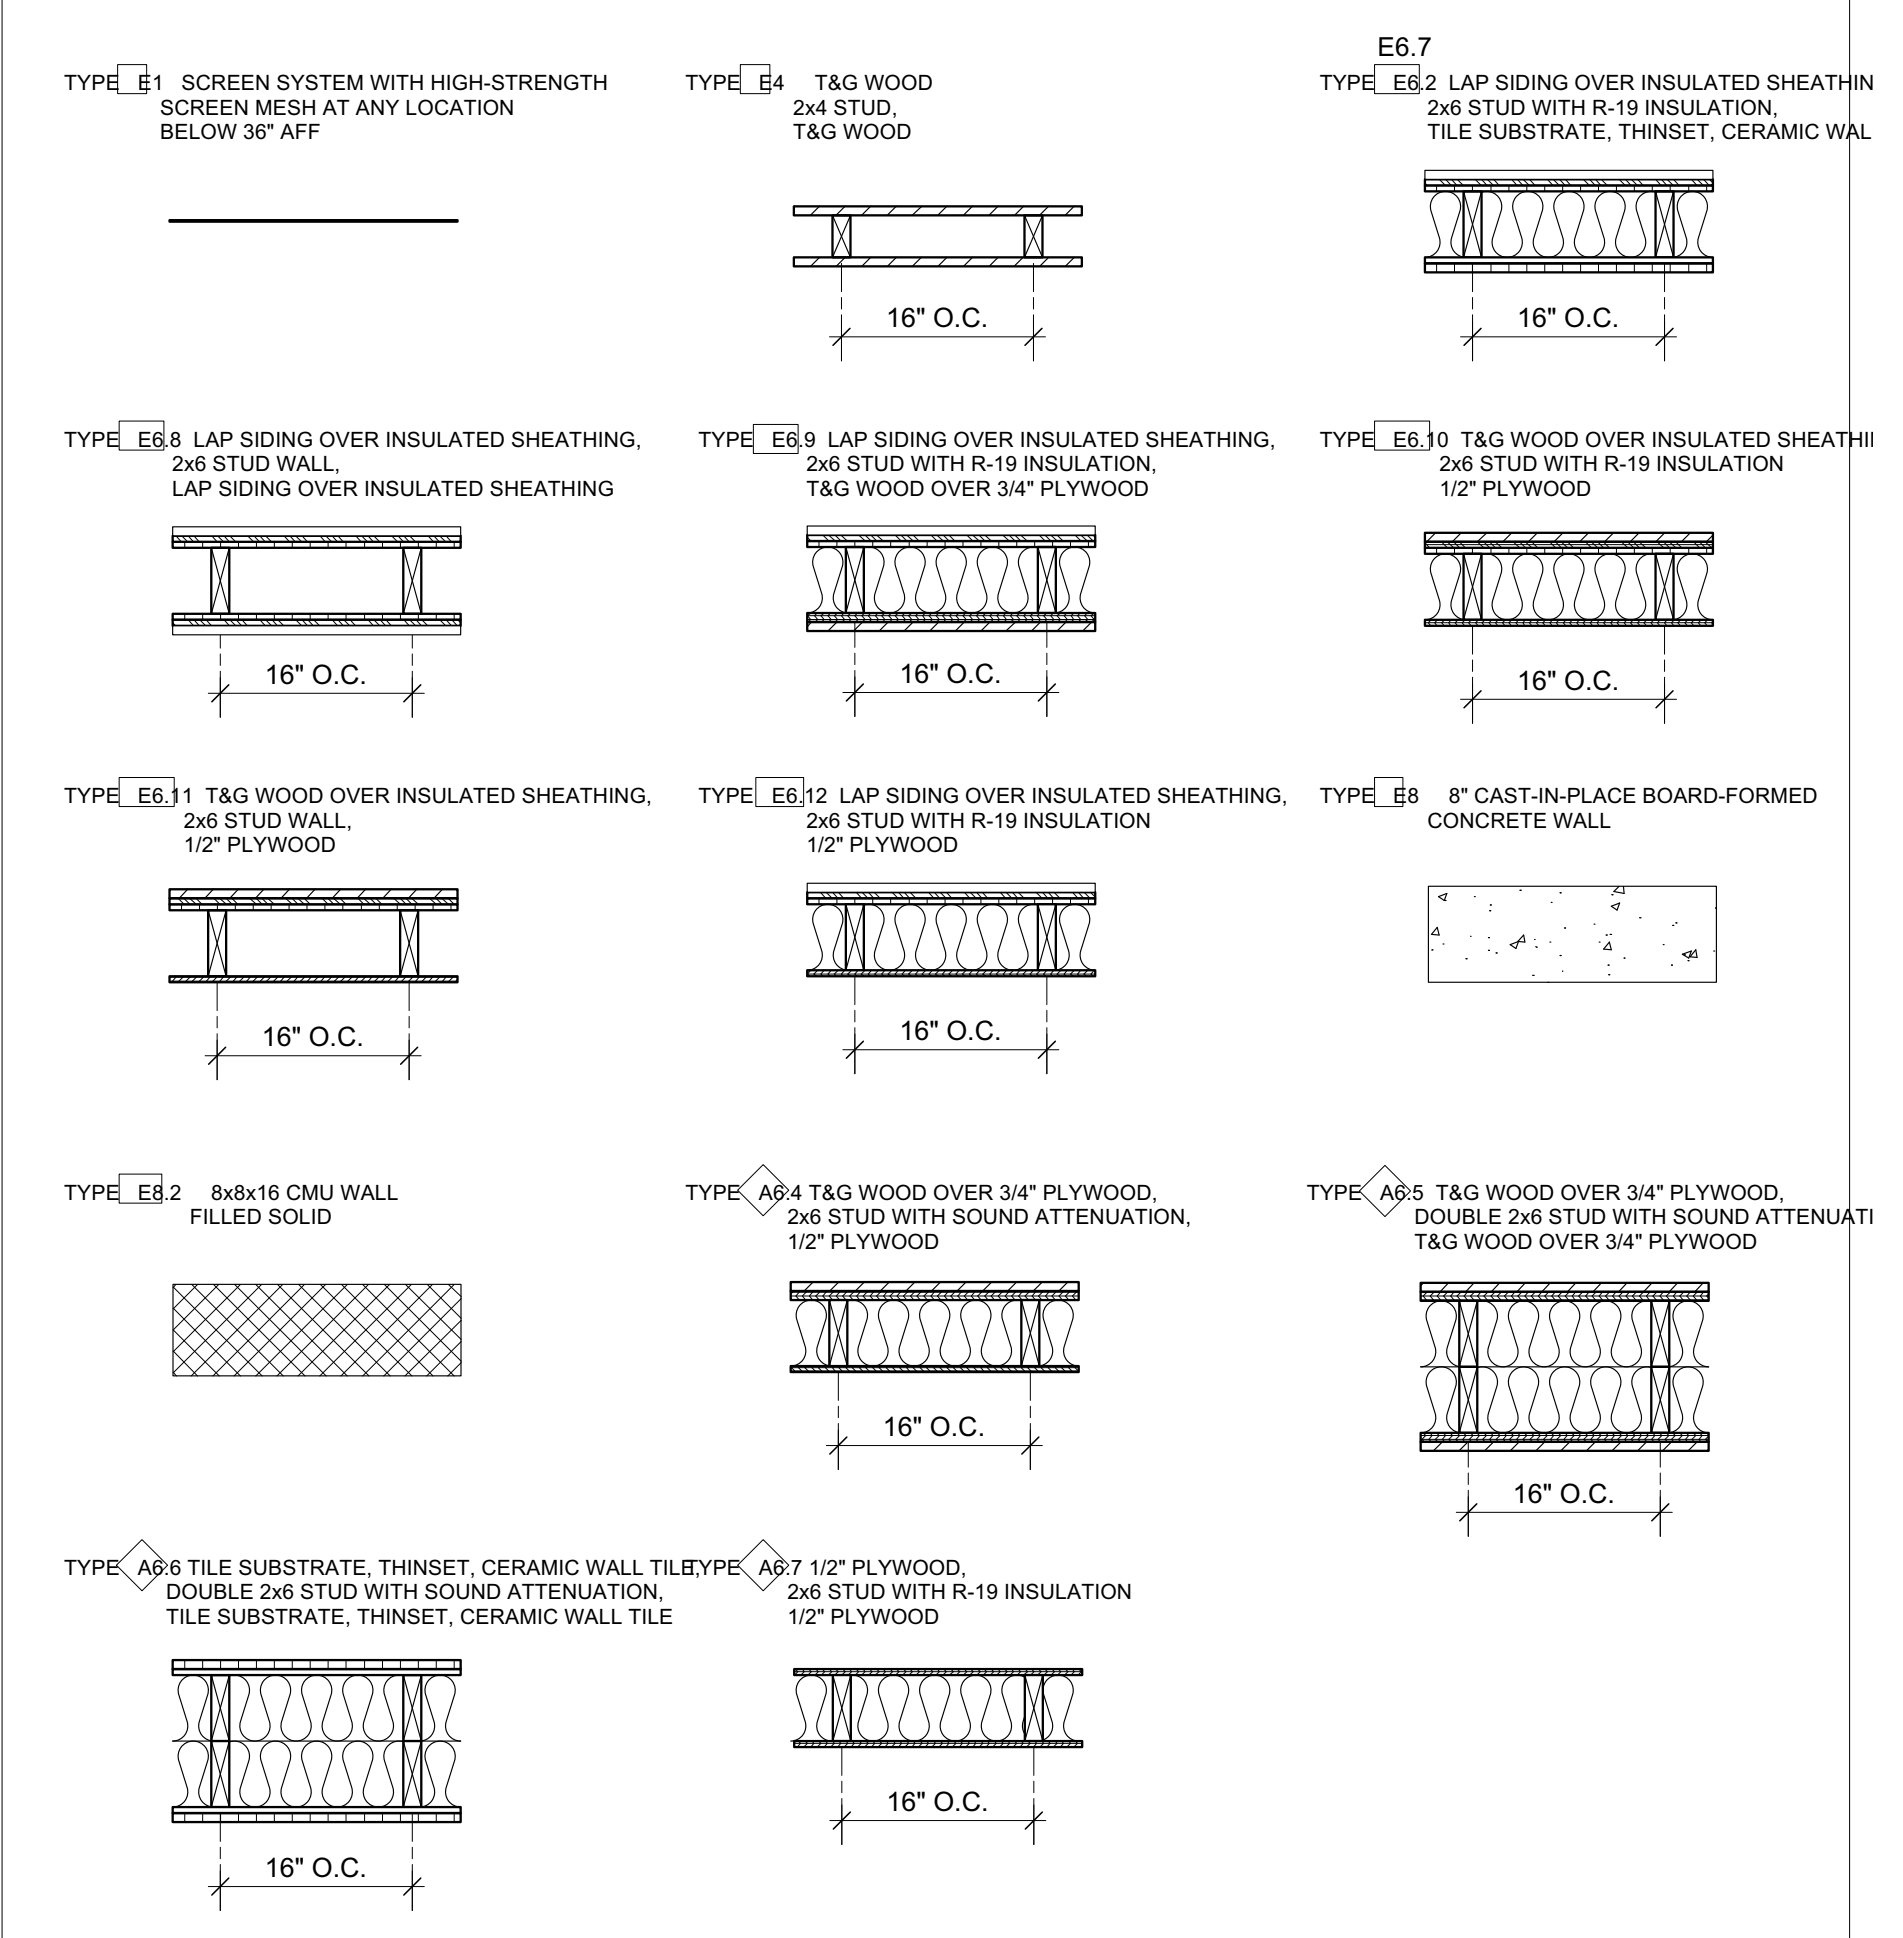 TYPE E1 SCREEN SYSTEM WITH HIGH-STRENGTH
SCREEN MESH AT ANY LOCATION
BELOW 36" AFF
TYPE E4 T&G WOOD
2x4 STUD,
T&G WOOD
16" O.C.
E6.7
TYPE E6.2 LAP SIDING OVER INSULATED SHEATHIN
2x6 STUD WITH R-19 INSULATION,
TILE SUBSTRATE, THINSET, CERAMIC WAL
16" O.C.
TYPE E6.8 LAP SIDING OVER INSULATED SHEATHING,
2x6 STUD WALL,
LAP SIDING OVER INSULATED SHEATHING
16" O.C.
TYPE E6.9 LAP SIDING OVER INSULATED SHEATHING,
2x6 STUD WITH R-19 INSULATION,
T&G WOOD OVER 3/4" PLYWOOD
16" O.C.
TYPE E6.10 T&G WOOD OVER INSULATED SHEATHI
2x6 STUD WITH R-19 INSULATION
1/2" PLYWOOD
16" O.C.
TYPE E6.11 T&G WOOD OVER INSULATED SHEATHING,
2x6 STUD WALL,
1/2" PLYWOOD
16" O.C.
TYPE E6.12 LAP SIDING OVER INSULATED SHEATHING,
2x6 STUD WITH R-19 INSULATION
1/2" PLYWOOD
16" O.C.
TYPE E8 8" CAST-IN-PLACE BOARD-FORMED
CONCRETE WALL
TYPE E8.2 8x8x16 CMU WALL
FILLED SOLID
TYPE A6.4 T&G WOOD OVER 3/4" PLYWOOD,
2x6 STUD WITH SOUND ATTENUATION,
1/2" PLYWOOD
16" O.C.
TYPE A6.5 T&G WOOD OVER 3/4" PLYWOOD,
DOUBLE 2x6 STUD WITH SOUND ATTENUATI
T&G WOOD OVER 3/4" PLYWOOD
16" O.C.
TYPE A6.6 TILE SUBSTRATE, THINSET, CERAMIC WALL TILE,
DOUBLE 2x6 STUD WITH SOUND ATTENUATION,
TILE SUBSTRATE, THINSET, CERAMIC WALL TILE
16" O.C.
TYPE A6.7 1/2" PLYWOOD,
2x6 STUD WITH R-19 INSULATION
1/2" PLYWOOD
16" O.C.